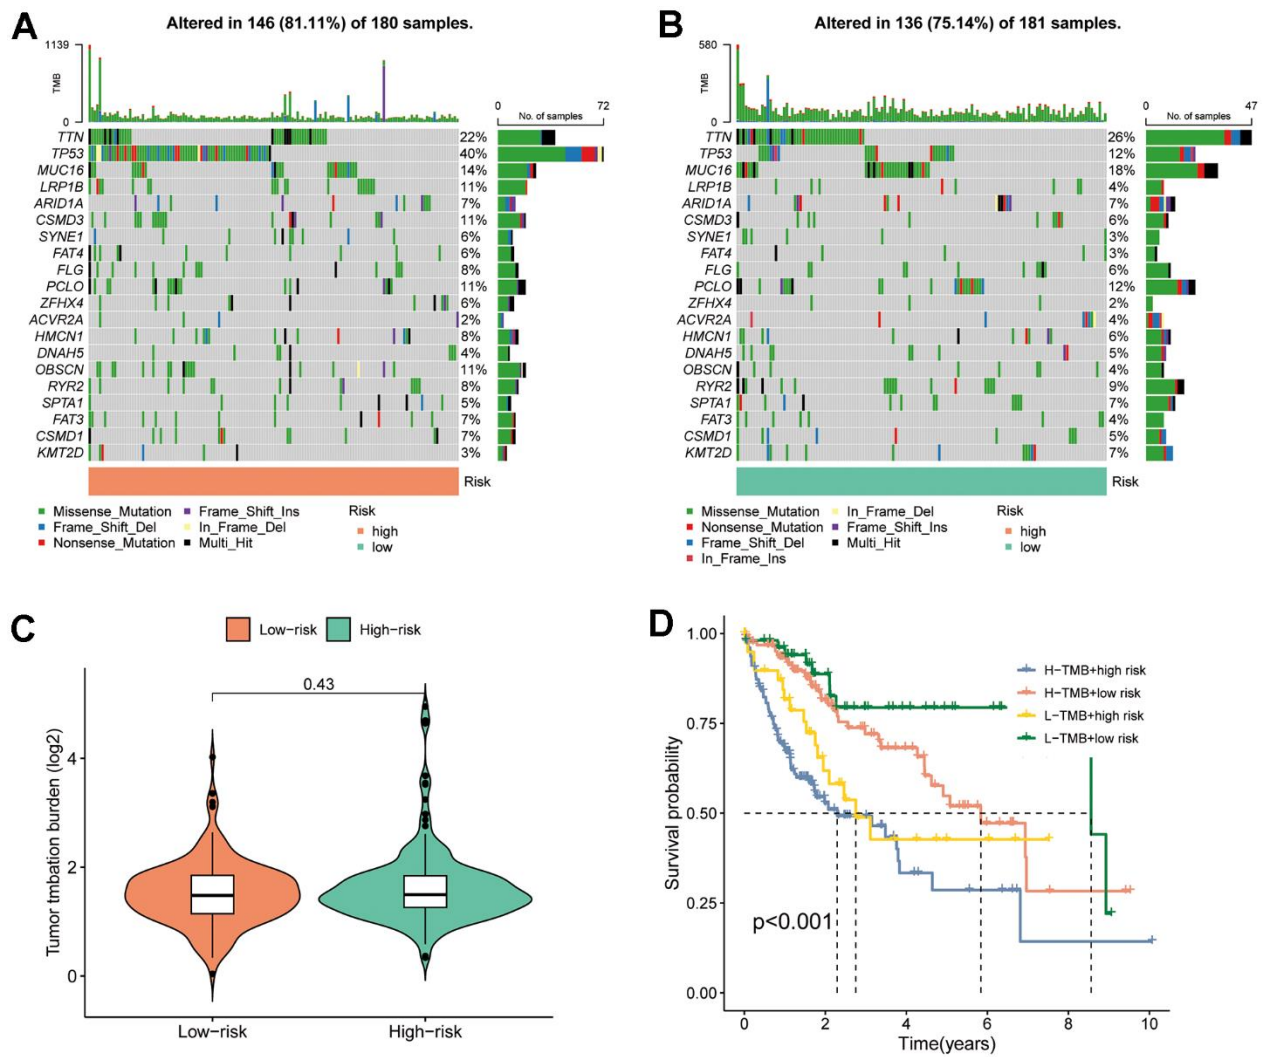 A
Altered in 146 (81.11%) of 180 samples.
1139
TMB
0
0 72
No. of samples
TTN 22%
TP53 40%
MUC16 14%
LRP1B 11%
ARID1A 7%
CSMD3 11%
SYNE1 6%
FAT4 6%
FLG 8%
PCLO 11%
ZFHX4 6%
ACVR2A 2%
HMCN1 8%
DNAH5 4%
OBSCN 11%
RYR2 8%
SPTA1 5%
FAT3 7%
CSMD1 7%
KMT2D 3%
Risk
Missense_Mutation Frame_Shift_Ins Risk
Frame_Shift_Del In_Frame_Del high
Nonsense_Mutation Multi_Hit low
B
Altered in 136 (75.14%) of 181 samples.
580
TMB
0
0 47
No. of samples
TTN 26%
TP53 12%
MUC16 18%
LRP1B 4%
ARID1A 7%
CSMD3 6%
SYNE1 3%
FAT4 3%
FLG 6%
PCLO 12%
ZFHX4 2%
ACVR2A 4%
HMCN1 6%
DNAH5 5%
OBSCN 4%
RYR2 9%
SPTA1 7%
FAT3 4%
CSMD1 5%
KMT2D 7%
Risk
Missense_Mutation In_Frame_Del Risk
Nonsense_Mutation Frame_Shift_Ins high
Frame_Shift_Del Multi_Hit low
In_Frame_Ins
C
Low−risk High−risk
0.43
Tumor tmbation burden (log2)
4
2
0
Low−risk High−risk
D
Survival probability
1.00
0.75
0.50
0.25
0.00
H−TMB+high risk
H−TMB+low risk
L−TMB+high risk
L−TMB+low risk
p<0.001
0 2 4 6 8 10
Time(years)